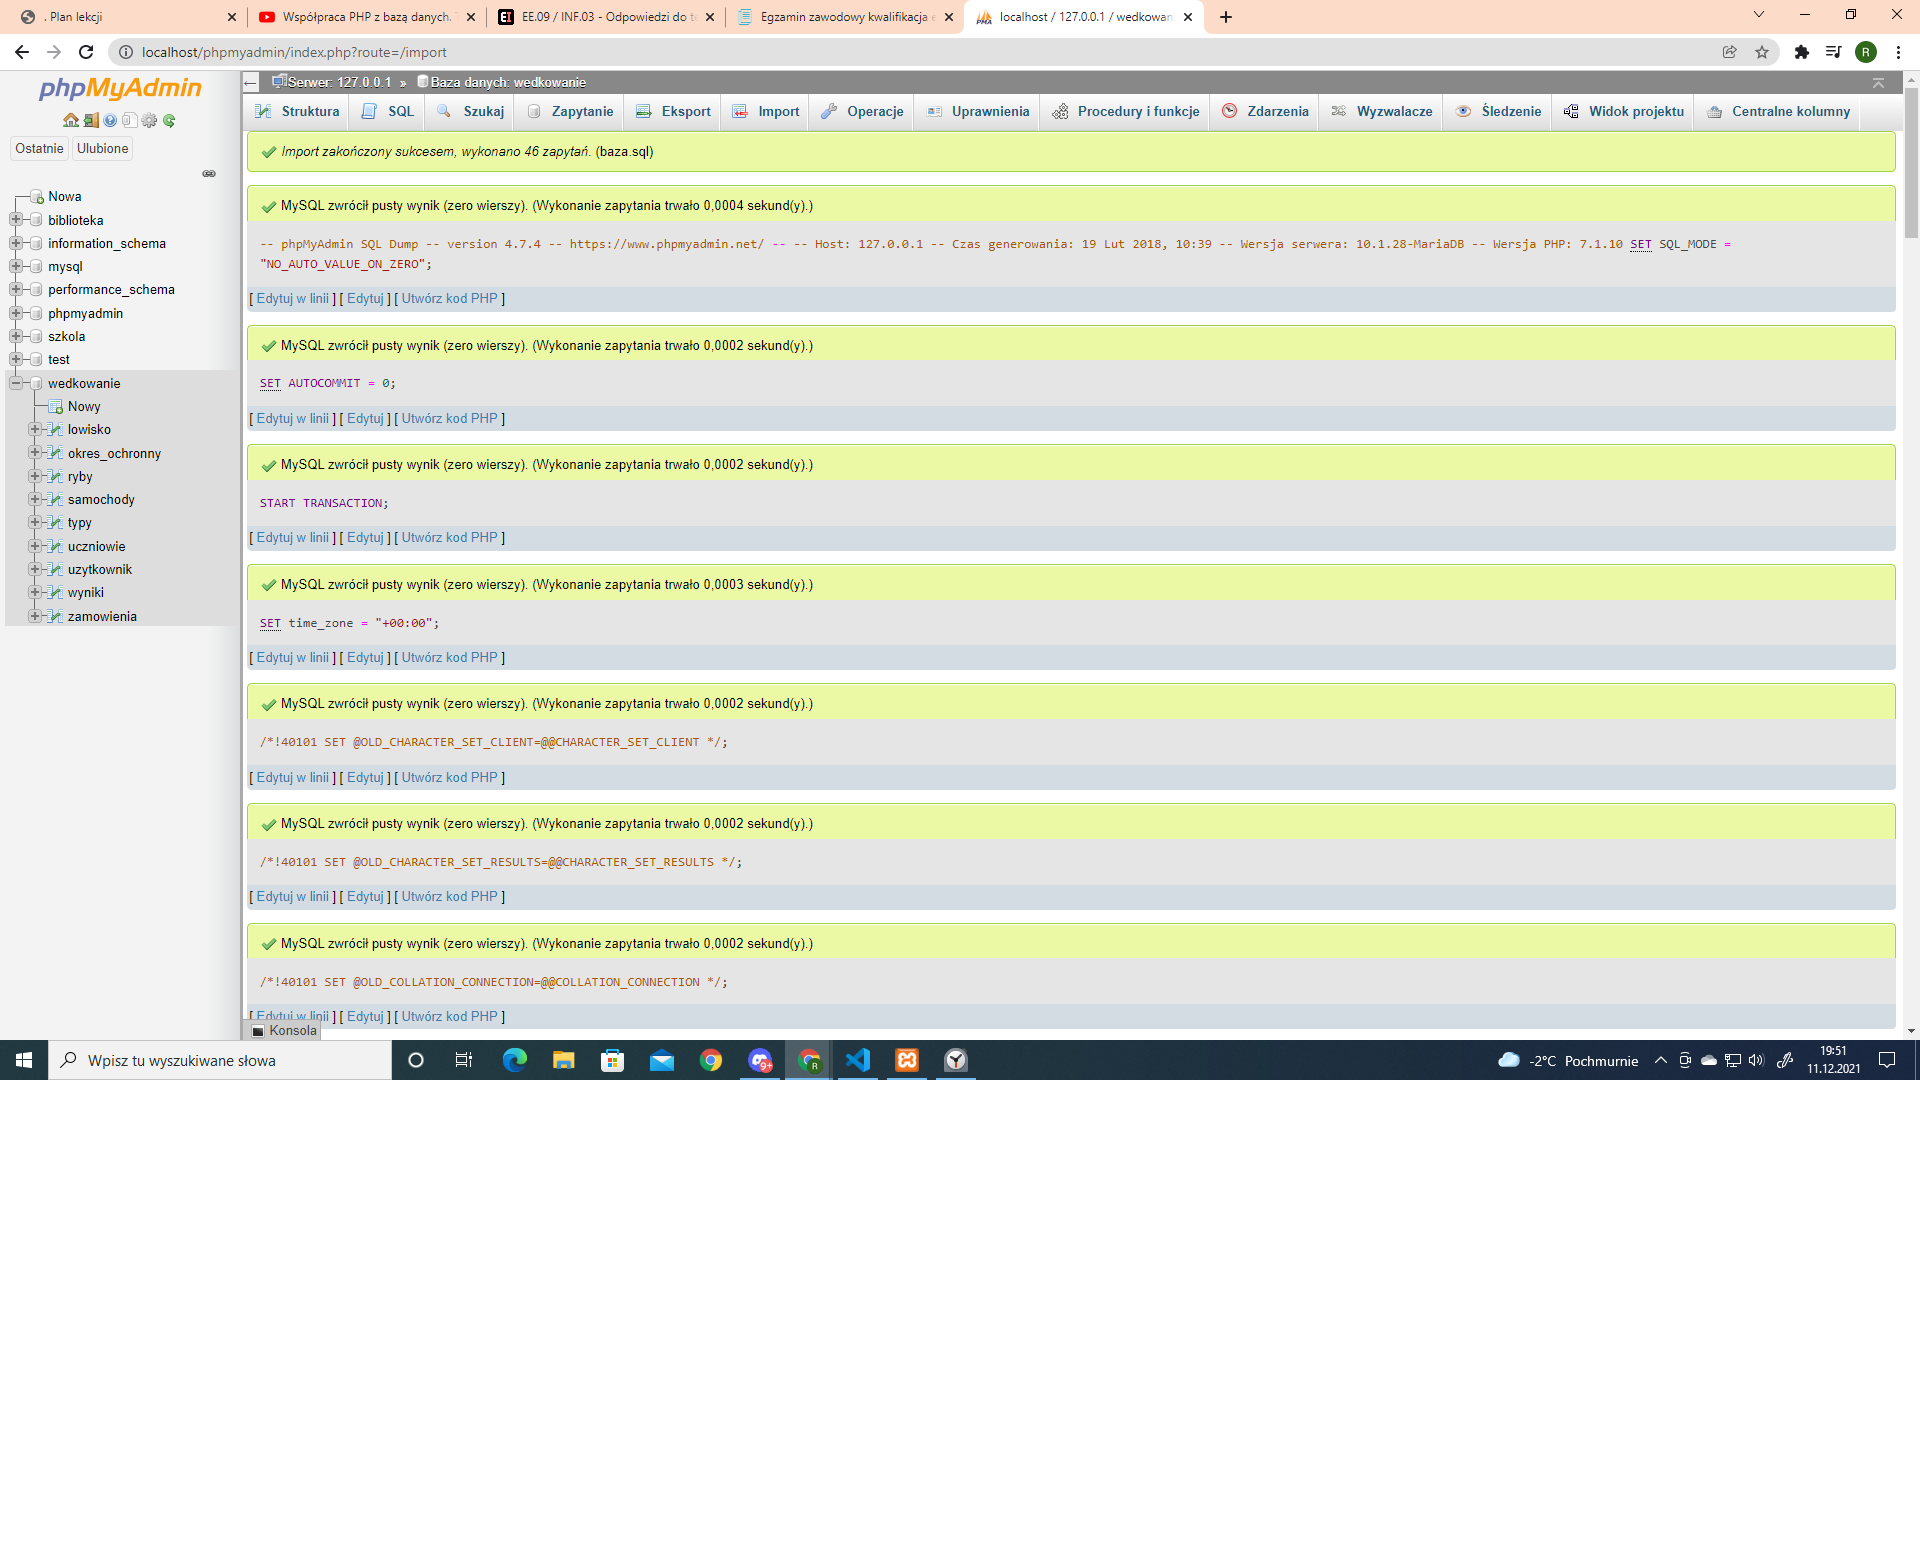 . Plan lekcji
Współpraca PHP z bazą danych.
EE.09 / INF.03 - Odpowiedzi do
Egzamin zawodowy kwalifikacja
localhost / 127.0.0.1 / wedkowan
localhost/phpmyadmin/index.php?route=/import
R
phpMyAdmin
Ostatnie
Ulubione
Nowa
biblioteka
information_schema
mysql
performance_schema
phpmyadmin
szkola
test
wedkowanie
Nowy
lowisko
okres_ochronny
ryby
samochody
typy
uczniowie
uzytkownik
wyniki
zamowienia
Serwer: 127.0.0.1 » Baza danych: wedkowanie
Struktura SQL Szukaj Zapytanie Eksport Import Operacje Uprawnienia Procedury i funkcje Zdarzenia Wyzwalacze Śledzenie Widok projektu Centralne kolumny
Import zakończony sukcesem, wykonano 46 zapytań. (baza.sql)
MySQL zwrócił pusty wynik (zero wierszy). (Wykonanie zapytania trwało 0,0004 sekund(y).)
-- phpMyAdmin SQL Dump -- version 4.7.4 -- https://www.phpmyadmin.net/ -- -- Host: 127.0.0.1 -- Czas generowania: 19 Lut 2018, 10:39 -- Wersja serwera: 10.1.28-MariaDB -- Wersja PHP: 7.1.10 SET SQL_MODE =
"NO_AUTO_VALUE_ON_ZERO";
[ Edytuj w linii ] [ Edytuj ] [ Utwórz kod PHP ]
MySQL zwrócił pusty wynik (zero wierszy). (Wykonanie zapytania trwało 0,0002 sekund(y).)
SET AUTOCOMMIT = 0;
[ Edytuj w linii ] [ Edytuj ] [ Utwórz kod PHP ]
MySQL zwrócił pusty wynik (zero wierszy). (Wykonanie zapytania trwało 0,0002 sekund(y).)
START TRANSACTION;
[ Edytuj w linii ] [ Edytuj ] [ Utwórz kod PHP ]
MySQL zwrócił pusty wynik (zero wierszy). (Wykonanie zapytania trwało 0,0003 sekund(y).)
SET time_zone = "+00:00";
[ Edytuj w linii ] [ Edytuj ] [ Utwórz kod PHP ]
MySQL zwrócił pusty wynik (zero wierszy). (Wykonanie zapytania trwało 0,0002 sekund(y).)
/*!40101 SET @OLD_CHARACTER_SET_CLIENT=@@CHARACTER_SET_CLIENT */;
[ Edytuj w linii ] [ Edytuj ] [ Utwórz kod PHP ]
MySQL zwrócił pusty wynik (zero wierszy). (Wykonanie zapytania trwało 0,0002 sekund(y).)
/*!40101 SET @OLD_CHARACTER_SET_RESULTS=@@CHARACTER_SET_RESULTS */;
[ Edytuj w linii ] [ Edytuj ] [ Utwórz kod PHP ]
MySQL zwrócił pusty wynik (zero wierszy). (Wykonanie zapytania trwało 0,0002 sekund(y).)
/*!40101 SET @OLD_COLLATION_CONNECTION=@@COLLATION_CONNECTION */;
[ Edytuj w linii ] [ Edytuj ] [ Utwórz kod PHP ]
Konsola
Wpisz tu wyszukiwane słowa
9+
R
-2°C Pochmurnie
19:51
11.12.2021